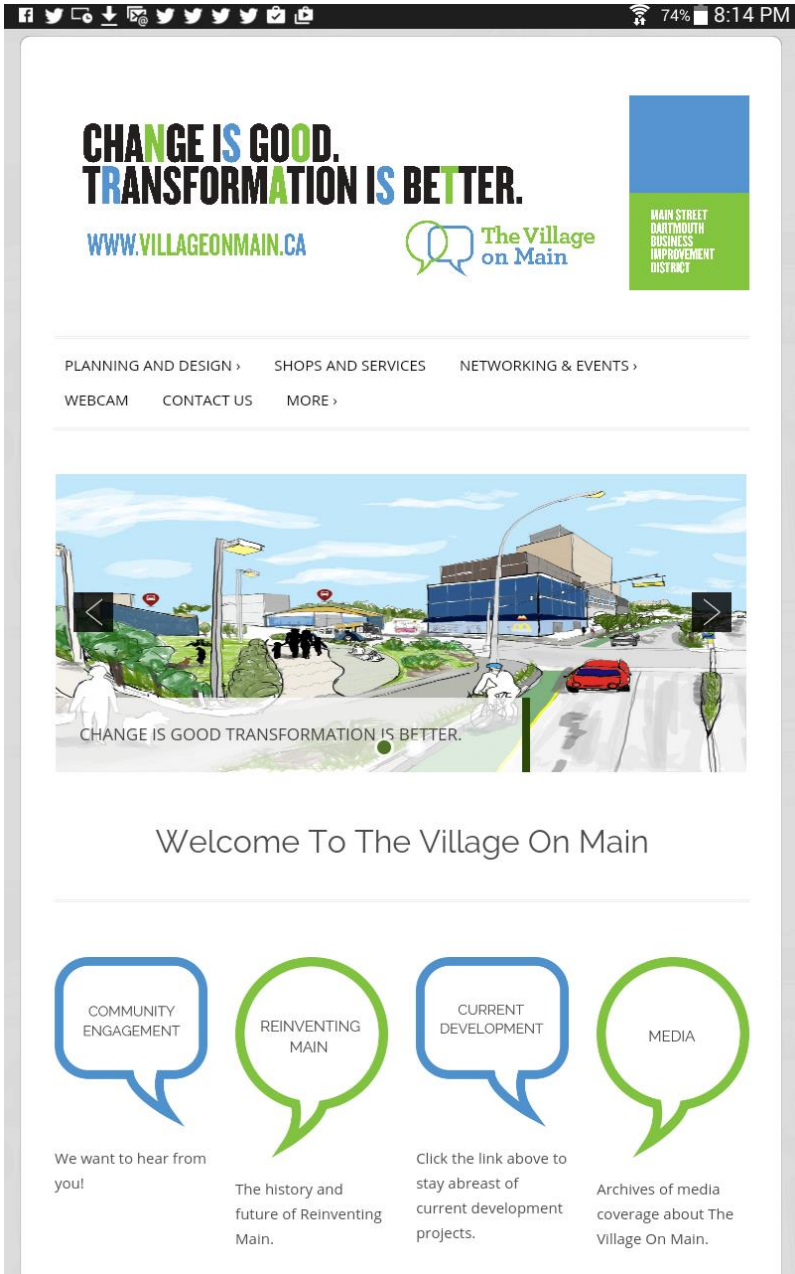 74% 8:14 PM
CHANGE IS GOOD.
TRANSFORMATION IS BETTER.
WWW.VILLAGEONMAIN.CA
The Village
on Main
MAIN STREET
DARTMOUTH
BUSINESS
IMPROVEMENT
DISTRICT
PLANNING AND DESIGN › SHOPS AND SERVICES NETWORKING & EVENTS ›
WEBCAM CONTACT US MORE ›
CHANGE IS GOOD TRANSFORMATION IS BETTER.
Welcome To The Village On Main
COMMUNITY
ENGAGEMENT
We want to hear from
you!
REINVENTING
MAIN
The history and
future of Reinventing
Main.
CURRENT
DEVELOPMENT
Click the link above to
stay abreast of
current development
projects.
MEDIA
Archives of media
coverage about The
Village On Main.